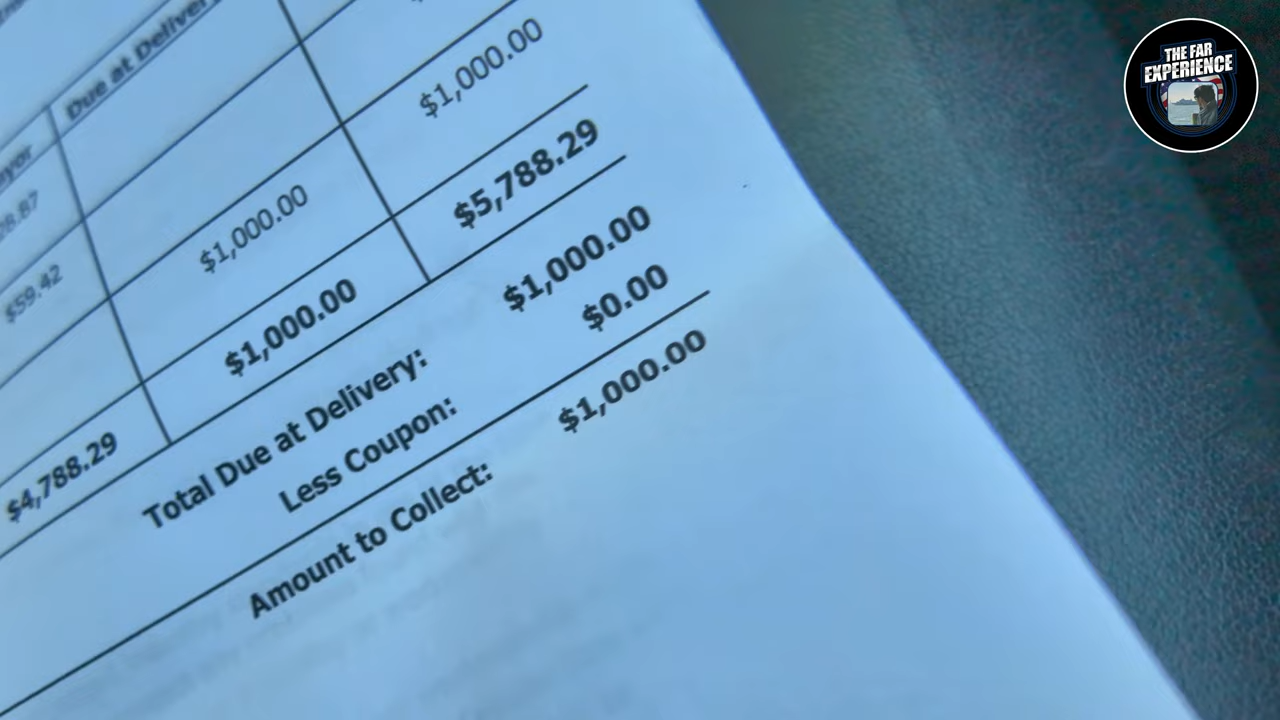 Due at Delivery
$1,000.00
$59.42
$1,000.00
$5,788.29
$4,788.29
$1,000.00
Total Due at Delivery: $1,000.00
Less Coupon: $0.00
Amount to Collect: $1,000.00
THE FAR
EXPERIENCE